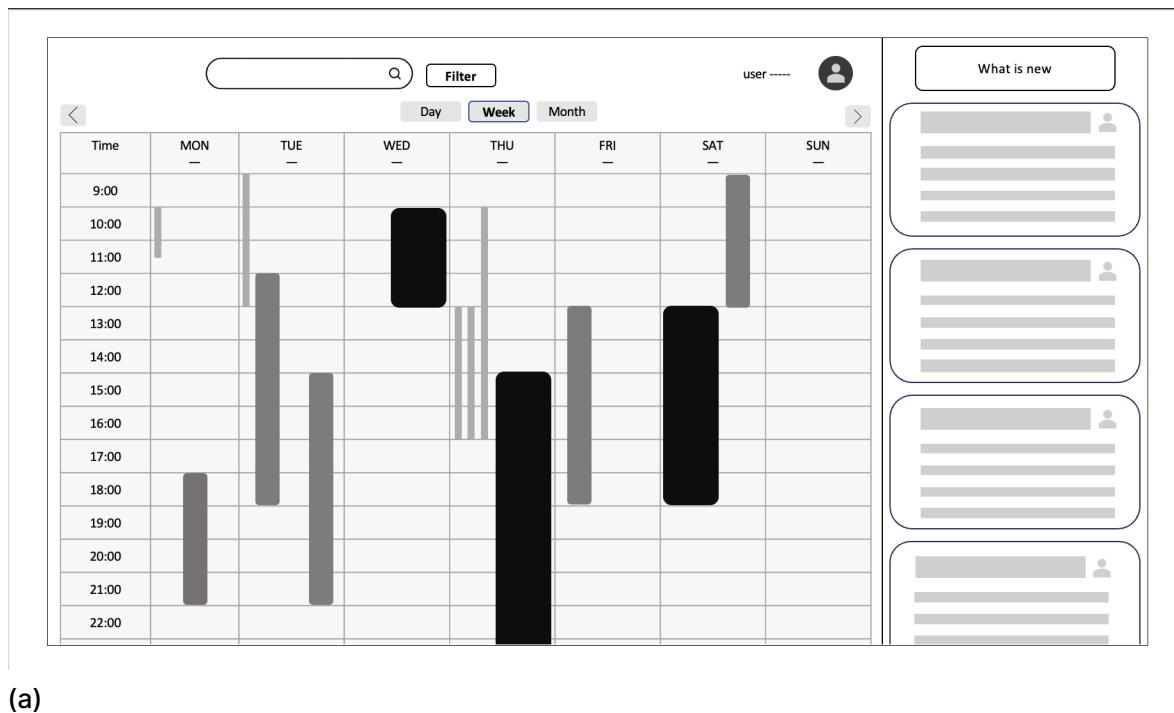 Filter
user -----
What is new
Day Week Month
Time MON TUE WED THU FRI SAT SUN
— — — — — — —
9:00
10:00
11:00
12:00
13:00
14:00
15:00
16:00
17:00
18:00
19:00
20:00
21:00
22:00
(a)